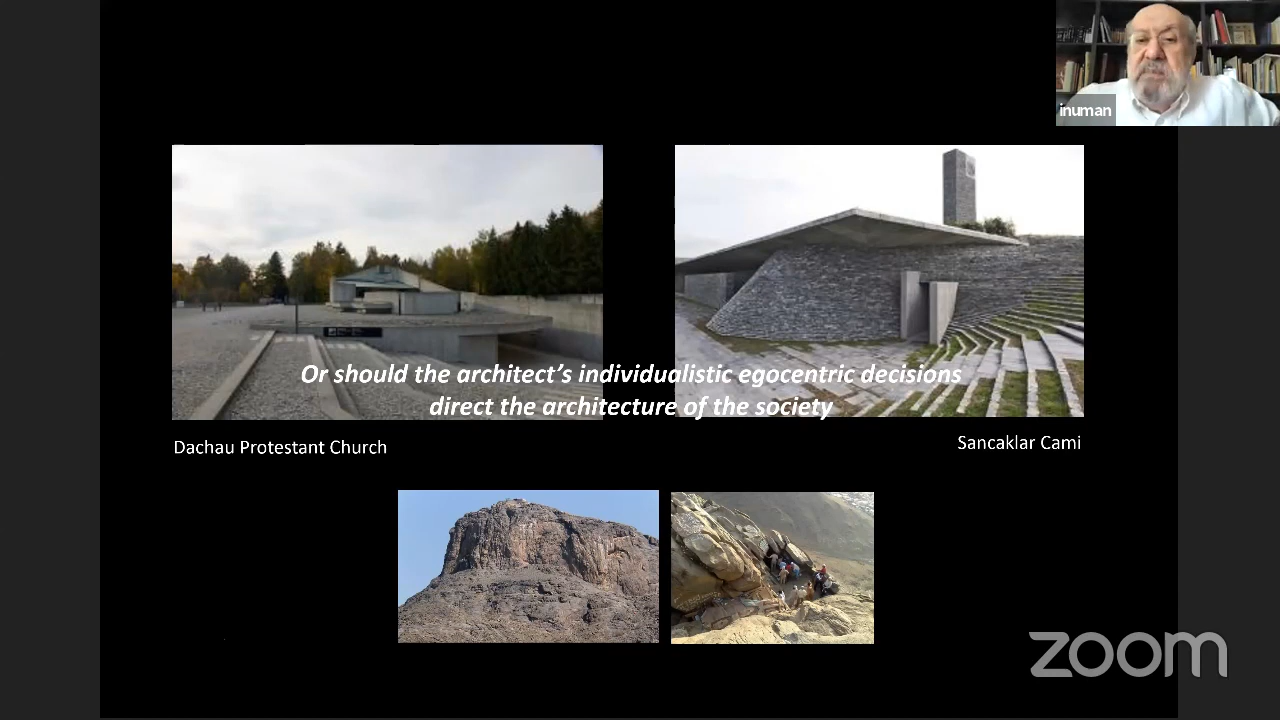 inuman
Or should the architect's individualistic egocentric decisions
direct the architecture of the society
Dachau Protestant Church
Sancaklar Cami
zoom